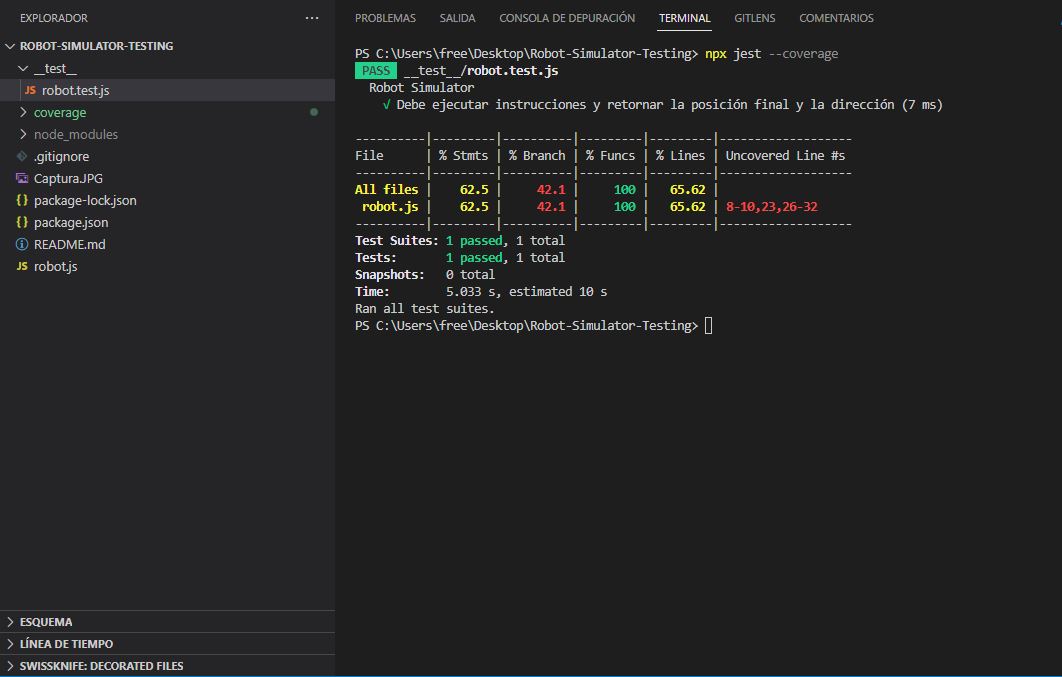 EXPLORADOR
ROBOT-SIMULATOR-TESTING
__test__
JS robot.test.js
coverage
node_modules
.gitignore
Captura.JPG
{} package-lock.json
{} package.json
README.md
JS robot.js
ESQUEMA
LÍNEA DE TIEMPO
SWISSKNIFE: DECORATED FILES
PROBLEMAS SALIDA CONSOLA DE DEPURACIÓN TERMINAL GITLENS COMENTARIOS
PS C:\Users\free\Desktop\Robot-Simulator-Testing> npx jest --coverage
PASS __test__/robot.test.js
Robot Simulator
√ Debe ejecutar instrucciones y retornar la posición final y la dirección (7 ms)
----------|---------|----------|---------|---------|-------------------
File      | % Stmts | % Branch | % Funcs | % Lines | Uncovered Line #s
----------|---------|----------|---------|---------|-------------------
All files |    62.5 |     42.1 |     100 |   65.62 |
 robot.js |    62.5 |     42.1 |     100 |   65.62 | 8-10,23,26-32
----------|---------|----------|---------|---------|-------------------
Test Suites: 1 passed, 1 total
Tests:       1 passed, 1 total
Snapshots:   0 total
Time:        5.033 s, estimated 10 s
Ran all test suites.
PS C:\Users\free\Desktop\Robot-Simulator-Testing>